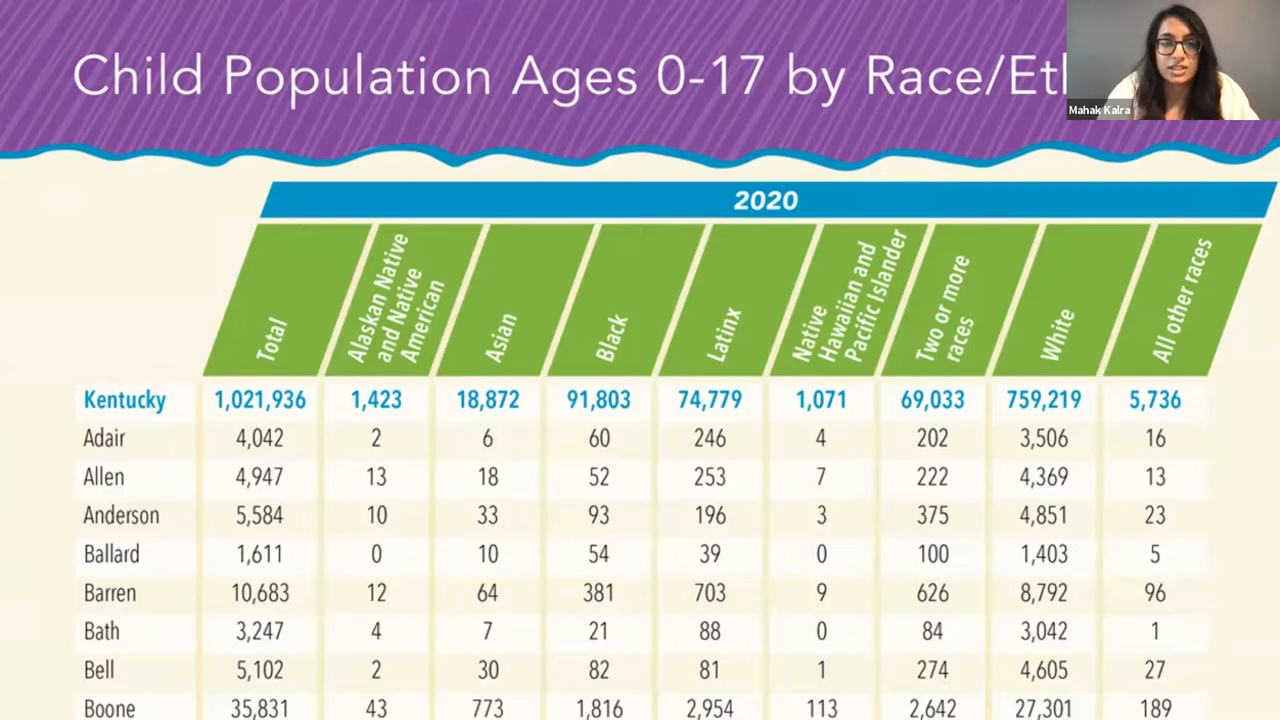 Child Population Ages 0-17 by Race/Eth
Mahak Kalra
2020
Total
Alaskan Native
and Native
American
Asian
Black
Latinx
Native
Hawaiian and
Pacific Islander
Two or more
races
White
All other races
Kentucky 1,021,936 1,423 18,872 91,803 74,779 1,071 69,033 759,219 5,736
Adair 4,042 2 6 60 246 4 202 3,506 16
Allen 4,947 13 18 52 253 7 222 4,369 13
Anderson 5,584 10 33 93 196 3 375 4,851 23
Ballard 1,611 0 10 54 39 0 100 1,403 5
Barren 10,683 12 64 381 703 9 626 8,792 96
Bath 3,247 4 7 21 88 0 84 3,042 1
Bell 5,102 2 30 82 81 1 274 4,605 27
Boone 35,831 43 773 1,816 2,954 113 2,642 27,301 189